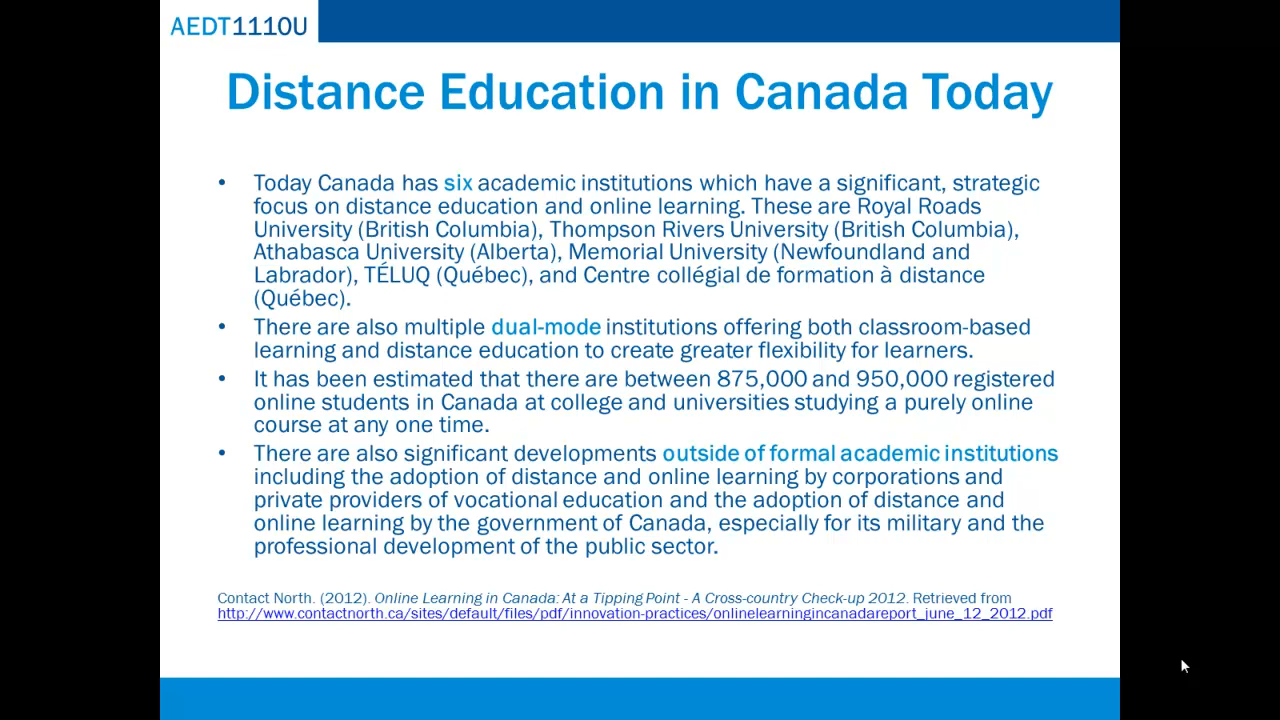 AEDT1110U
Distance Education in Canada Today
• Today Canada has six academic institutions which have a significant, strategic
focus on distance education and online learning. These are Royal Roads
University (British Columbia), Thompson Rivers University (British Columbia),
Athabasca University (Alberta), Memorial University (Newfoundland and
Labrador), TÉLUQ (Québec), and Centre collégial de formation à distance
(Québec).
• There are also multiple dual-mode institutions offering both classroom-based
learning and distance education to create greater flexibility for learners.
• It has been estimated that there are between 875,000 and 950,000 registered
online students in Canada at college and universities studying a purely online
course at any one time.
• There are also significant developments outside of formal academic institutions
including the adoption of distance and online learning by corporations and
private providers of vocational education and the adoption of distance and
online learning by the government of Canada, especially for its military and the
professional development of the public sector.
Contact North. (2012). Online Learning in Canada: At a Tipping Point - A Cross-country Check-up 2012. Retrieved from
http://www.contactnorth.ca/sites/default/files/pdf/innovation-practices/onlinelearningincanadareport_june_12_2012.pdf